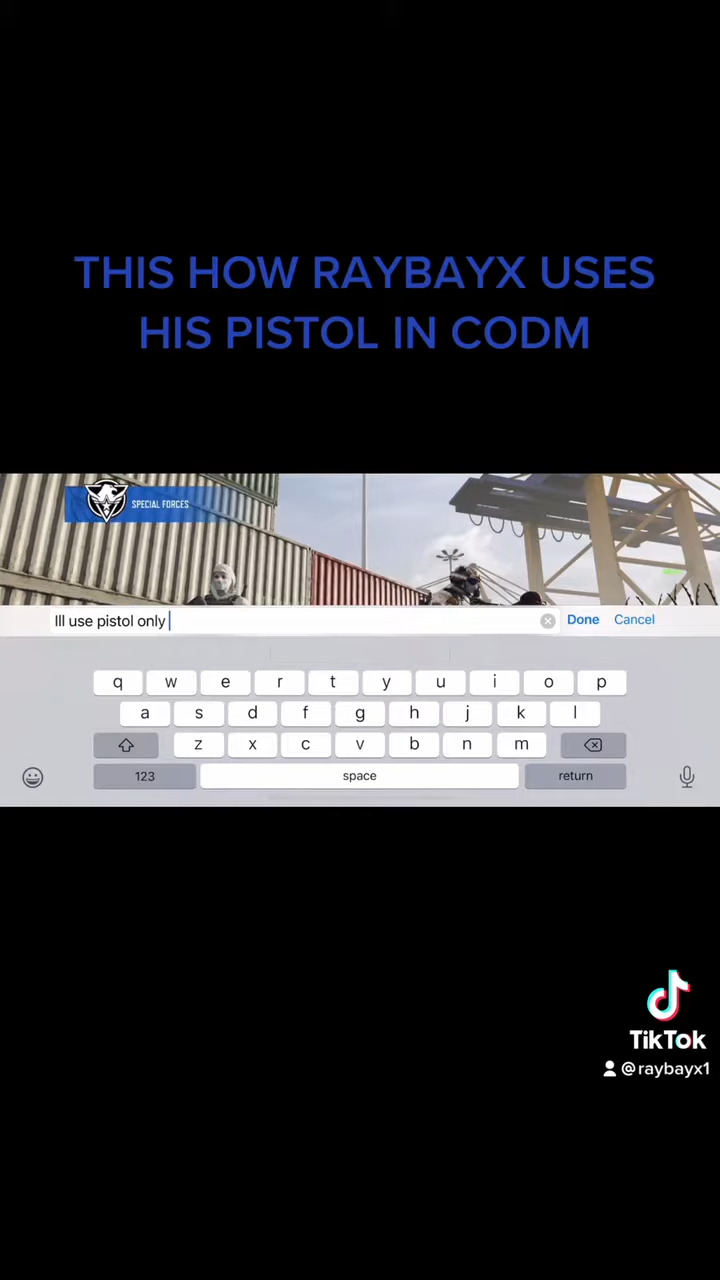 THIS HOW RAYBAYX USES
HIS PISTOL IN CODM
SPECIAL FORCES
Ill use pistol only
Done
Cancel
q w e r t y u i o p
a s d f g h j k l
z x c v b n m
123 space return
TikTok
@raybayx1